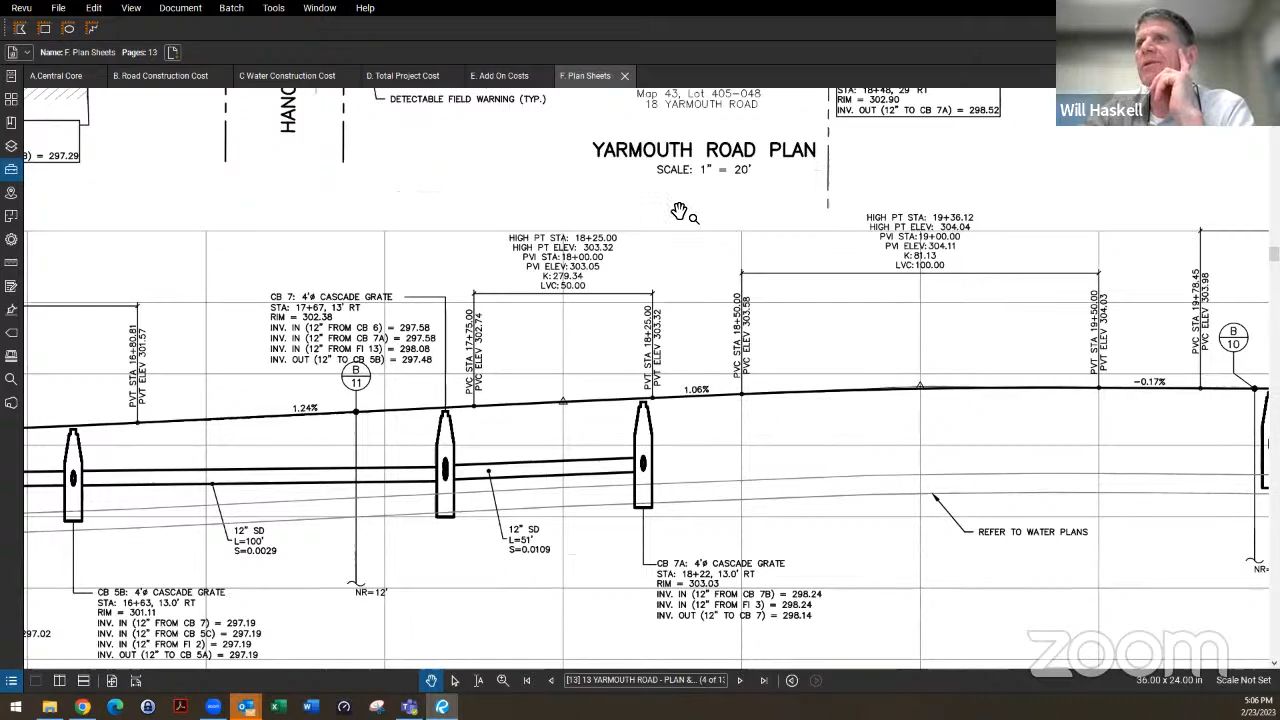 Revu File Edit View Document Batch Tools Window Help
Name: F. Plan Sheets Pages: 13
A.Central Core B. Road Construction Cost C Water Construction Cost D. Total Project Cost E. Add On Costs F. Plan Sheets
Will Haskell
DETECTABLE FIELD WARNING (TYP.)
Map 43, Lot 405-048
18 YARMOUTH ROAD
STA: 18+48, 29' RT
RIM = 302.90
INV. OUT (12" TO CB 7A) = 298.52
HANG
= 297.29
YARMOUTH ROAD PLAN
SCALE: 1" = 20'
HIGH PT STA: 18+25.00
HIGH PT ELEV: 303.32
PVI STA: 18+00.00
PVI ELEV: 303.05
K: 279.34
LVC: 50.00
HIGH PT STA: 19+36.12
HIGH PT ELEV: 304.04
PVI STA: 19+00.00
PVI ELEV: 304.11
K: 81.13
LVC: 100.00
CB 7: 4'ø CASCADE GRATE
STA: 17+67, 13' RT
RIM = 302.38
INV. IN (12" FROM CB 6) = 297.58
INV. IN (12" FROM CB 7A) = 297.58
INV. IN (12" FROM FI 13) = 298.08
INV. OUT (12" TO CB 5B) = 297.48
PVT STA 16+80.81
PVT ELEV 301.57
PVC STA 17+75.00
PVC ELEV 302.74
PVT STA 18+25.00
PVT ELEV 303.32
PVC STA 18+50.00
PVC ELEV 303.58
PVT STA 19+50.00
PVT ELEV 304.03
PVC STA 19+78.45
PVC ELEV 303.98
B
11
B
10
1.24%
1.06%
-0.17%
12" SD
L=100'
S=0.0029
12" SD
L=51'
S=0.0109
REFER TO WATER PLANS
NR=12'
NR=
CB 7A: 4'ø CASCADE GRATE
STA: 18+22, 13.0' RT
RIM = 303.03
INV. IN (12" FROM CB 7B) = 298.24
INV. IN (12" FROM FI 3) = 298.24
INV. OUT (12" TO CB 7) = 298.14
CB 5B: 4'ø CASCADE GRATE
STA: 16+63, 13.0' RT
RIM = 301.11
INV. IN (12" FROM CB 7) = 297.19
INV. IN (12" FROM CB 5C) = 297.19
INV. IN (12" FROM FI 2) = 297.19
INV. OUT (12" TO CB 5A) = 297.19
297.02
zoom
[13] 13 YARMOUTH ROAD - PLAN &... (4 of 13
36.00 x 24.00 in Scale Not Set
5:06 PM
2/23/2023